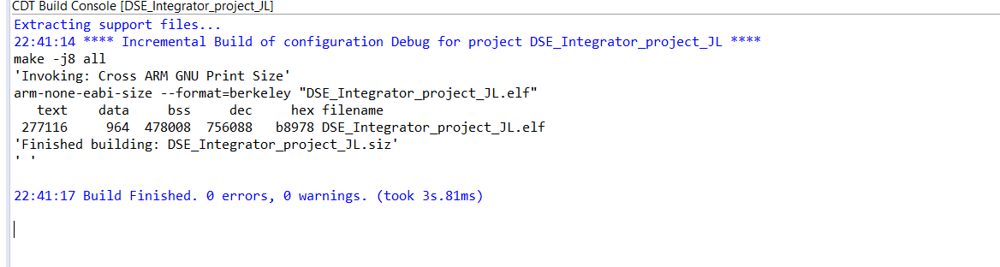 CDT Build Console [DSE_Integrator_project_JL]
Extracting support files...
22:41:14 **** Incremental Build of configuration Debug for project DSE_Integrator_project_JL ****
make -j8 all
'Invoking: Cross ARM GNU Print Size'
arm-none-eabi-size --format=berkeley "DSE_Integrator_project_JL.elf"
   text    data     bss     dec     hex filename
 277116     964  478008  756088   b8978 DSE_Integrator_project_JL.elf
'Finished building: DSE_Integrator_project_JL.siz'
' '
22:41:17 Build Finished. 0 errors, 0 warnings. (took 3s.81ms)